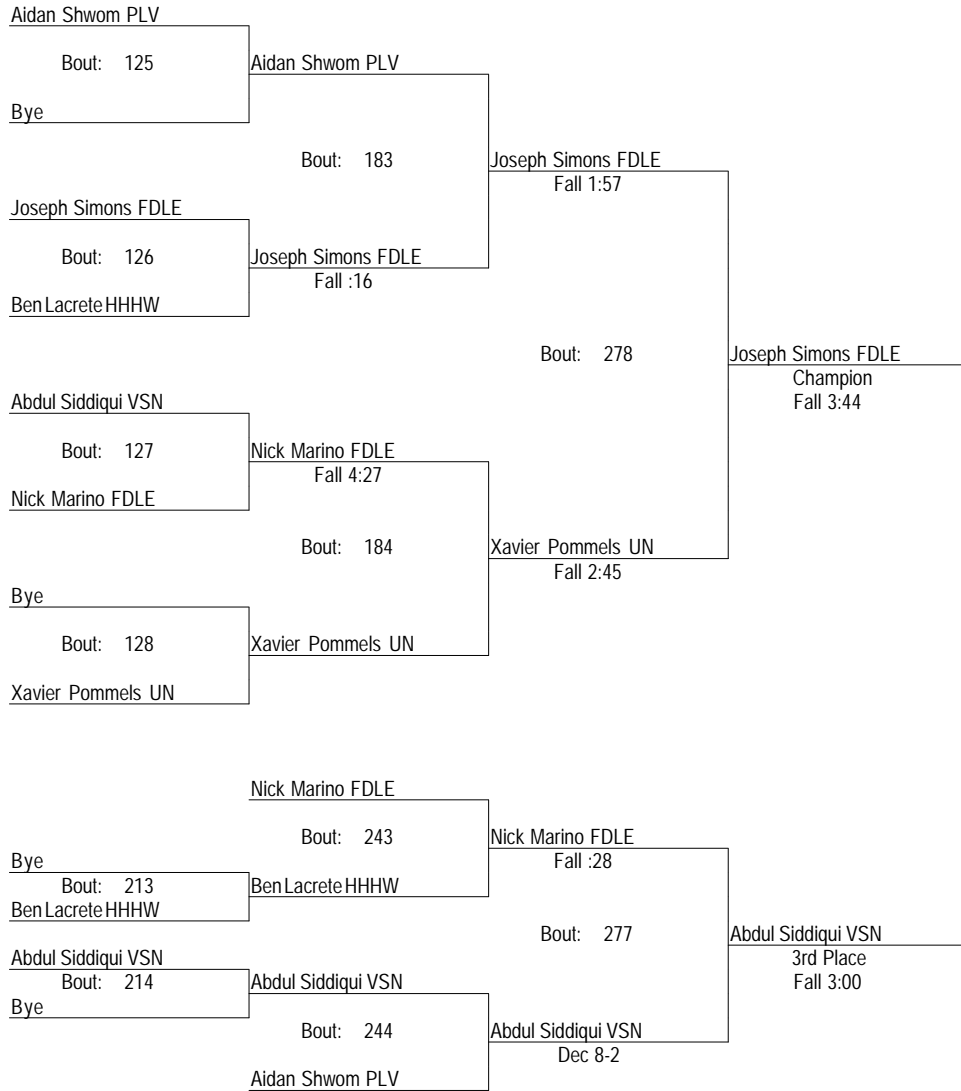 Aidan Shwom PLV
Bout: 125
Aidan Shwom PLV
Bye
Bout: 183
Joseph Simons FDLE
Fall 1:57
Joseph Simons FDLE
Bout: 126
Joseph Simons FDLE
Fall :16
Ben Lacrete HHHW
Bout: 278
Joseph Simons FDLE
Champion
Fall 3:44
Abdul Siddiqui VSN
Bout: 127
Nick Marino FDLE
Fall 4:27
Nick Marino FDLE
Bout: 184
Xavier Pommels UN
Fall 2:45
Bye
Bout: 128
Xavier Pommels UN
Xavier Pommels UN
Nick Marino FDLE
Bout: 243
Nick Marino FDLE
Fall :28
Bye
Bout: 213
Ben Lacrete HHHW
Ben Lacrete HHHW
Bout: 277
Abdul Siddiqui VSN
3rd Place
Fall 3:00
Abdul Siddiqui VSN
Bout: 214
Abdul Siddiqui VSN
Bye
Bout: 244
Abdul Siddiqui VSN
Dec 8-2
Aidan Shwom PLV